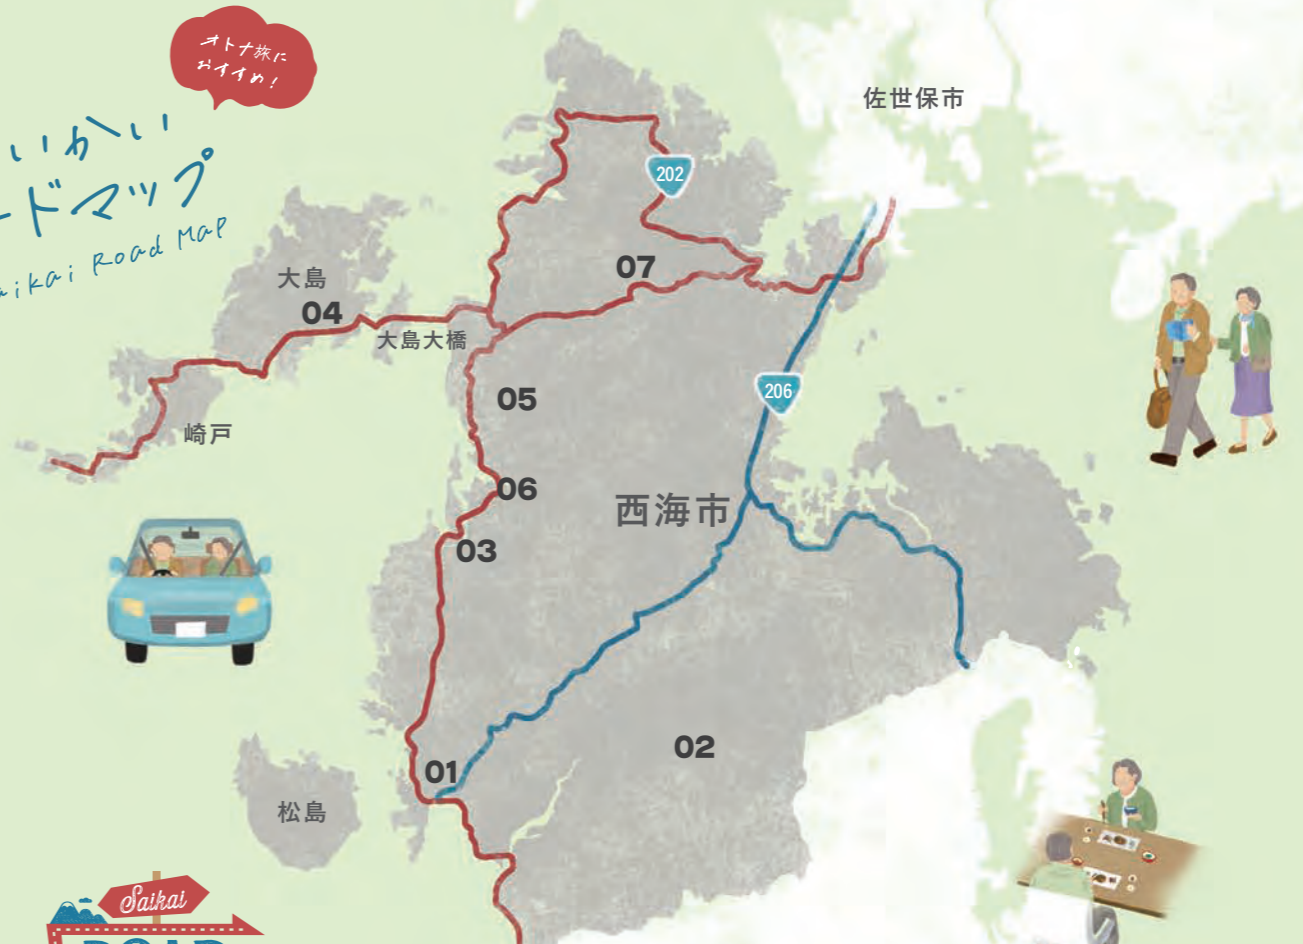 オトナ旅に
おすすめ！
いかい
ードマップ
aikai Road Map
佐世保市
202
07
大島
04
大島大橋
206
05
崎戸
06
西海市
03
02
01
松島
Saikai
ROAD